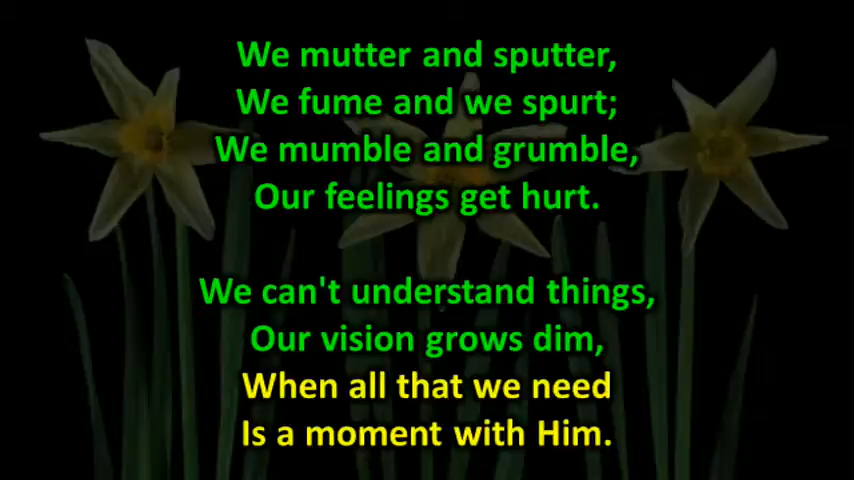 We mutter and sputter,
We fume and we spurt;
We mumble and grumble,
Our feelings get hurt.
We can't understand things,
Our vision grows dim,
When all that we need
Is a moment with Him.